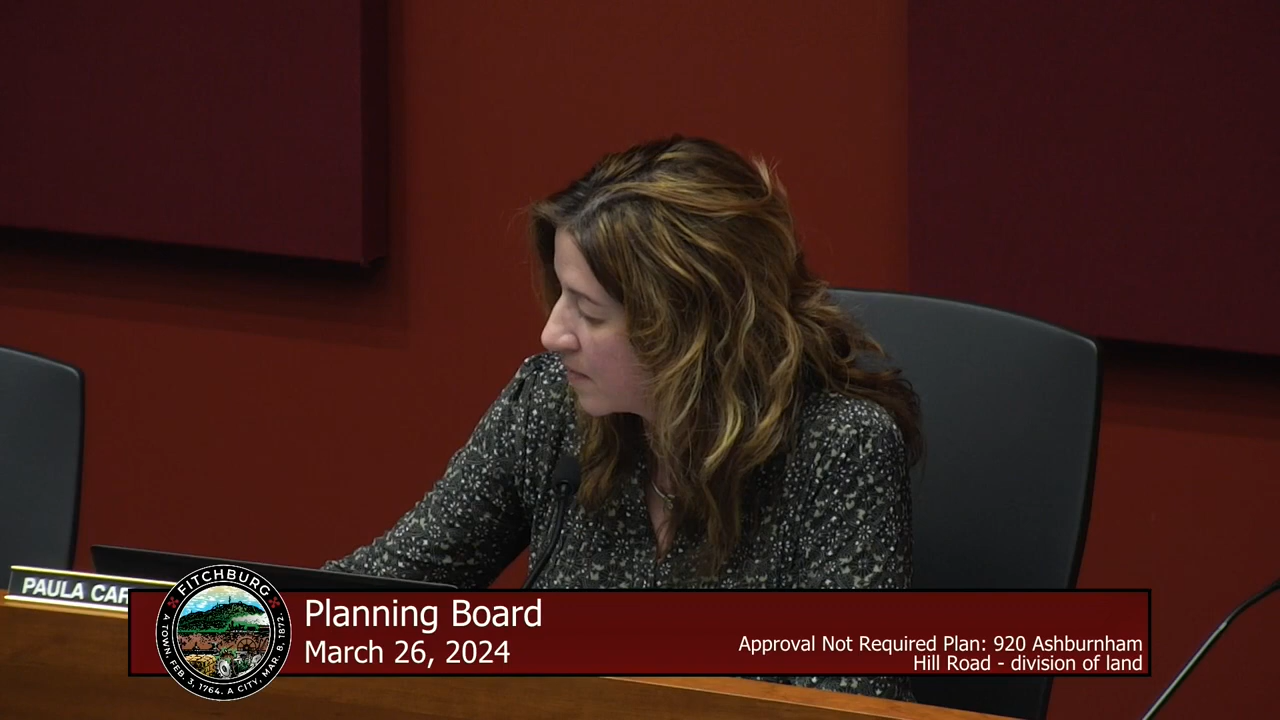 PAULA CAR
FITCHBURG
A TOWN. FEB. 3, 1764. A CITY, MAR. 8, 1872.
Planning Board
March 26, 2024
Approval Not Required Plan: 920 Ashburnham
Hill Road - division of land